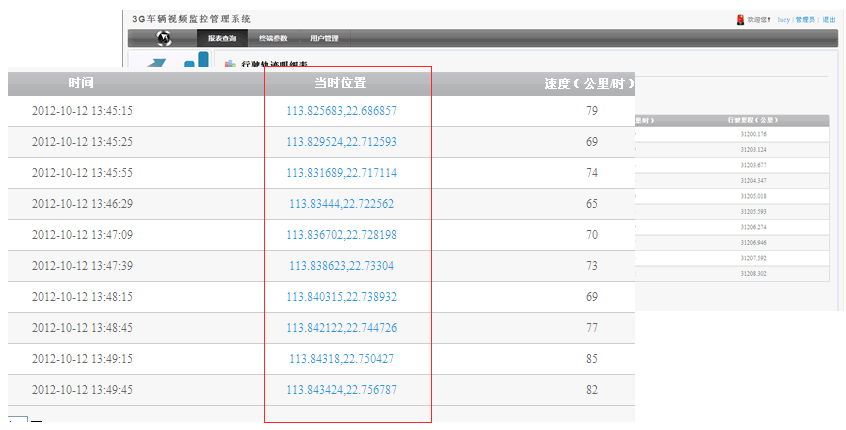 3G车辆视频监控管理系统
欢迎您! lucy | 管理员 | 退出
报表查询 终端参数 用户管理
行驶轨迹明细表
时间 当时位置 速度(公里/时)
里/时) 行驶里程(公里)
2012-10-12 13:45:15 113.825683,22.686857 79
31200.176
2012-10-12 13:45:25 113.829524,22.712593 69
31203.124
2012-10-12 13:45:55 113.831689,22.717114 74
31203.677
31204.347
2012-10-12 13:46:29 113.83444,22.722562 65
31205.018
31205.593
2012-10-12 13:47:09 113.836702,22.728198 70
31206.274
31206.946
2012-10-12 13:47:39 113.838623,22.73304 73
31207.592
31208.302
2012-10-12 13:48:15 113.840315,22.738932 69
2012-10-12 13:48:45 113.842122,22.744726 77
2012-10-12 13:49:15 113.84318,22.750427 85
2012-10-12 13:49:45 113.843424,22.756787 82